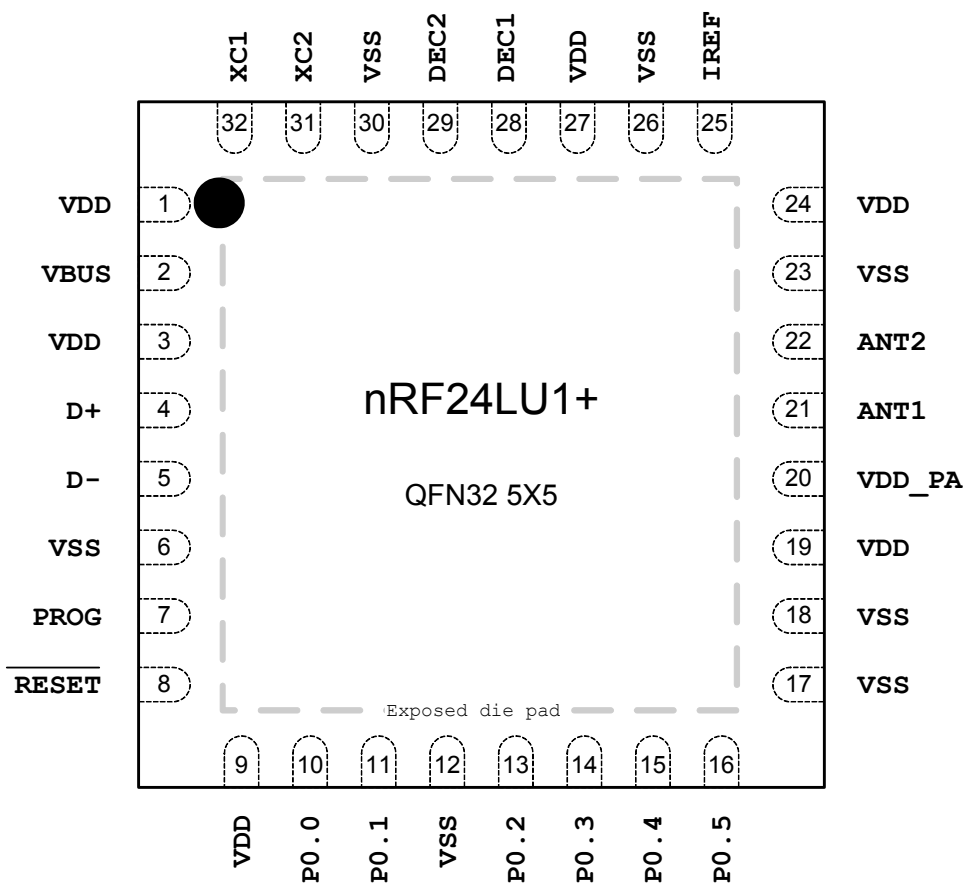 XC1 XC2 VSS DEC2 DEC1 VDD VSS IREF
32 31 30 29 28 27 26 25
VDD 1 24 VDD
VBUS 2 23 VSS
VDD 3 22 ANT2
D+ 4 21 ANT1
nRF24LU1+
D- 5 20 VDD_PA
QFN32 5X5
VSS 6 19 VDD
PROG 7 18 VSS
RESET 8 17 VSS
Exposed die pad
9 10 11 12 13 14 15 16
VDD P0.0 P0.1 VSS P0.2 P0.3 P0.4 P0.5